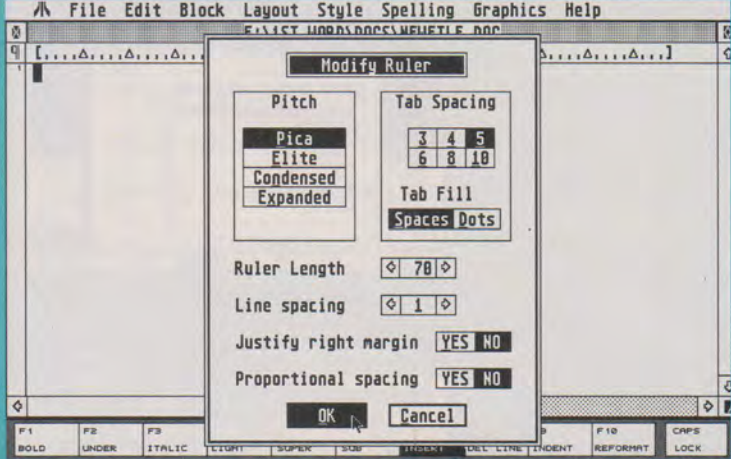 File Edit Block Layout Style Spelling Graphics Help
Modify Ruler
Pitch
Pica
Elite
Condensed
Expanded
Tab Spacing
3 4 5
6 8 10
Tab Fill
Spaces Dots
Ruler Length 70
Line spacing 1
Justify right margin YES NO
Proportional spacing YES NO
OK Cancel
F1 F2 F3 F10 CAPS
BOLD UNDER ITALIC LIGHT SUPER SUB INSERT DEL LINE INDENT REFORMAT LOCK